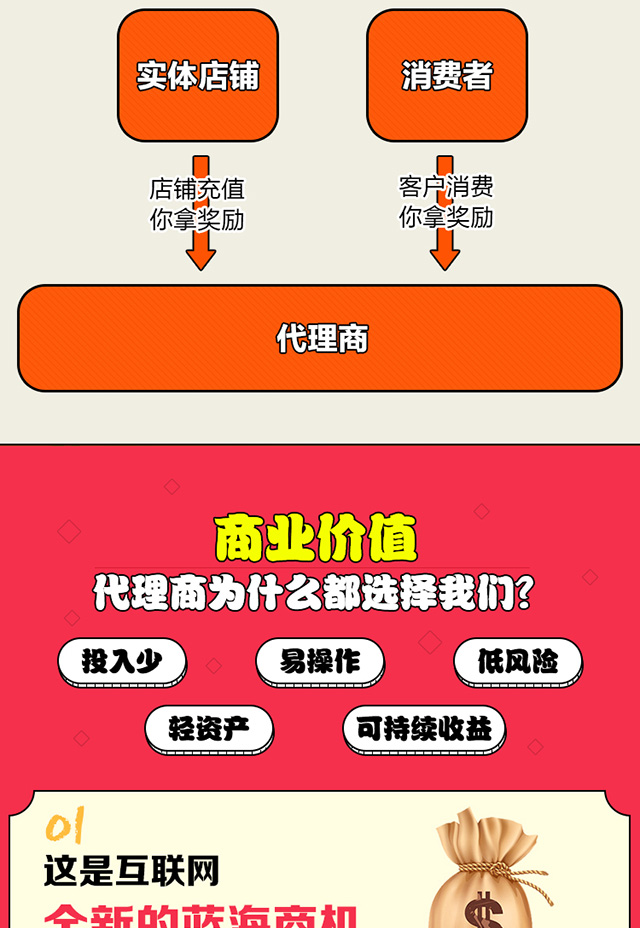 实体店铺
消费者
店铺充值
你拿奖励
客户消费
你拿奖励
代理商
商业价值
代理商为什么都选择我们?
投入少
易操作
低风险
轻资产
可持续收益
01
这是互联网
全新的蓝海商机
$